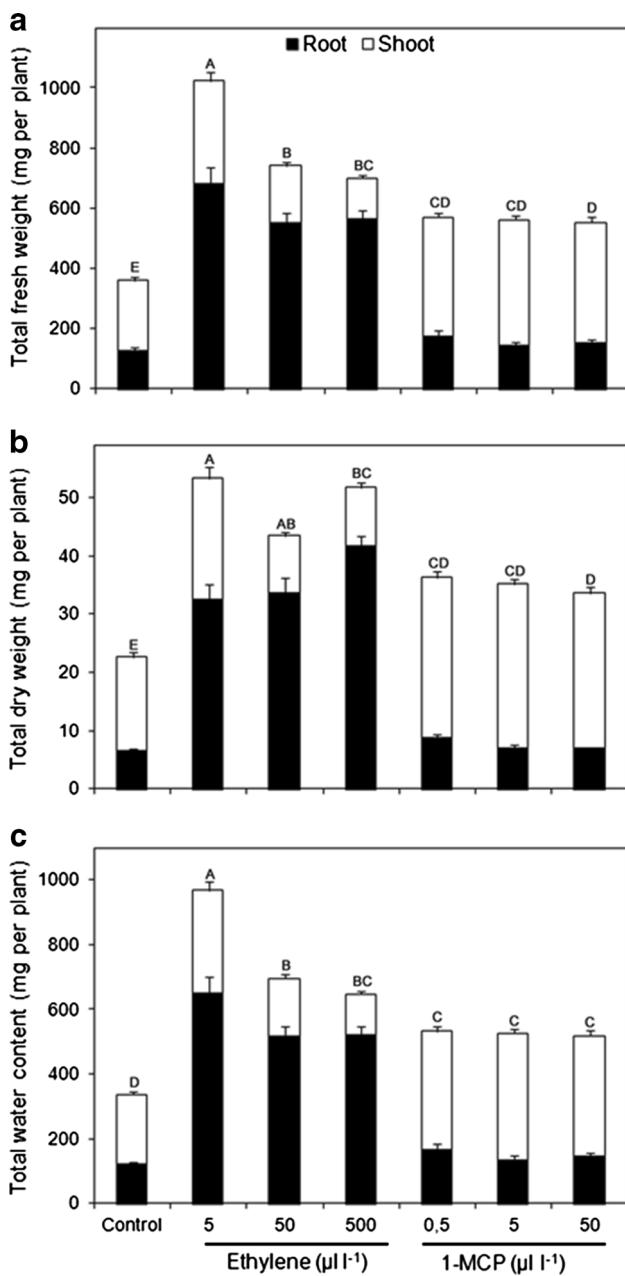 a
Root Shoot
Total fresh weight (mg per plant)
1000
800
600
400
200
0
E
A
B
BC
CD
CD
D
b
Total dry weight (mg per plant)
50
40
30
20
10
0
E
A
AB
BC
CD
CD
D
c
Total water content (mg per plant)
1000
800
600
400
200
0
D
A
B
BC
C
C
C
Control 5 50 500 0,5 5 50
Ethylene (µl l-1) 1-MCP (µl l-1)